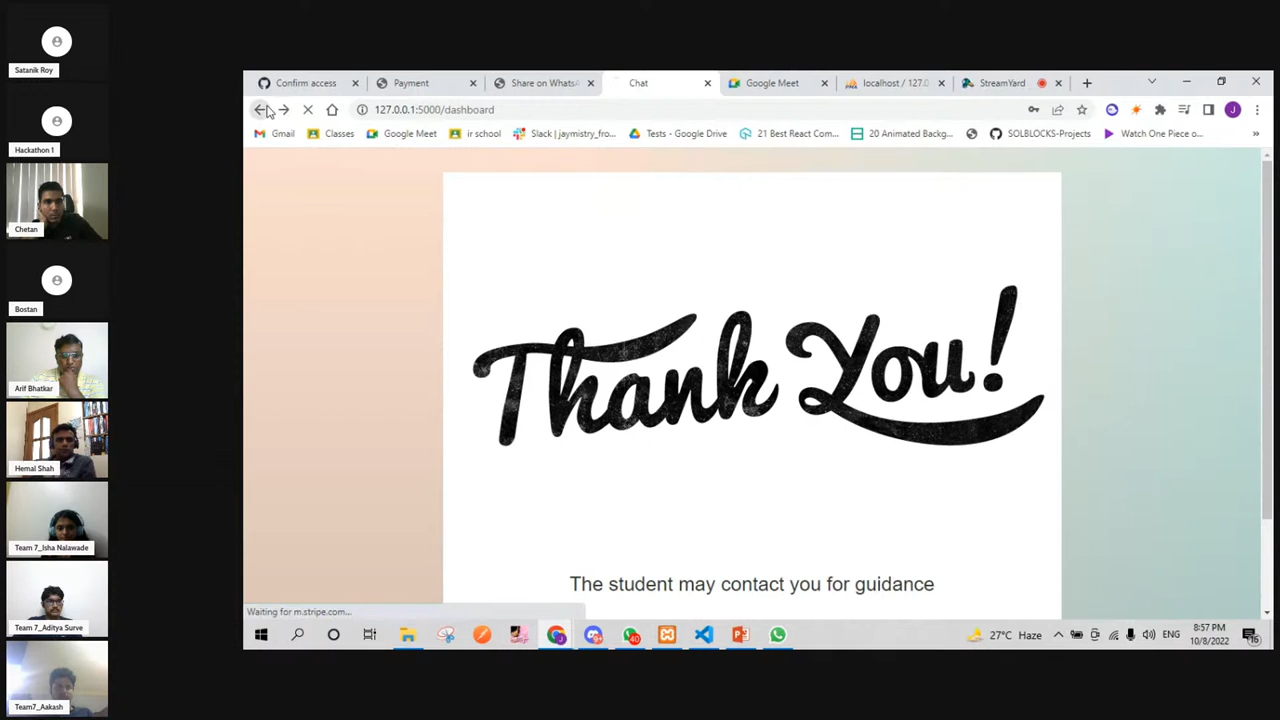 Satanik Roy
Hackathon 1
Chetan
Bostan
Arif Bhatkar
Hemal Shah
Team 7_Isha Nalawade
Team 7_Aditya Surve
Team7_Aakash
Confirm access
Payment
Share on WhatsA
Chat
Google Meet
localhost / 127.0
StreamYard
127.0.0.1:5000/dashboard
J
Gmail
Classes
Google Meet
ir school
Slack | jaymistry_fro...
Tests - Google Drive
21 Best React Com...
20 Animated Backg...
SOLBLOCKS-Projects
Watch One Piece o...
Thank You!
The student may contact you for guidance
Waiting for m.stripe.com...
27°C Haze
ENG
8:57 PM
10/8/2022